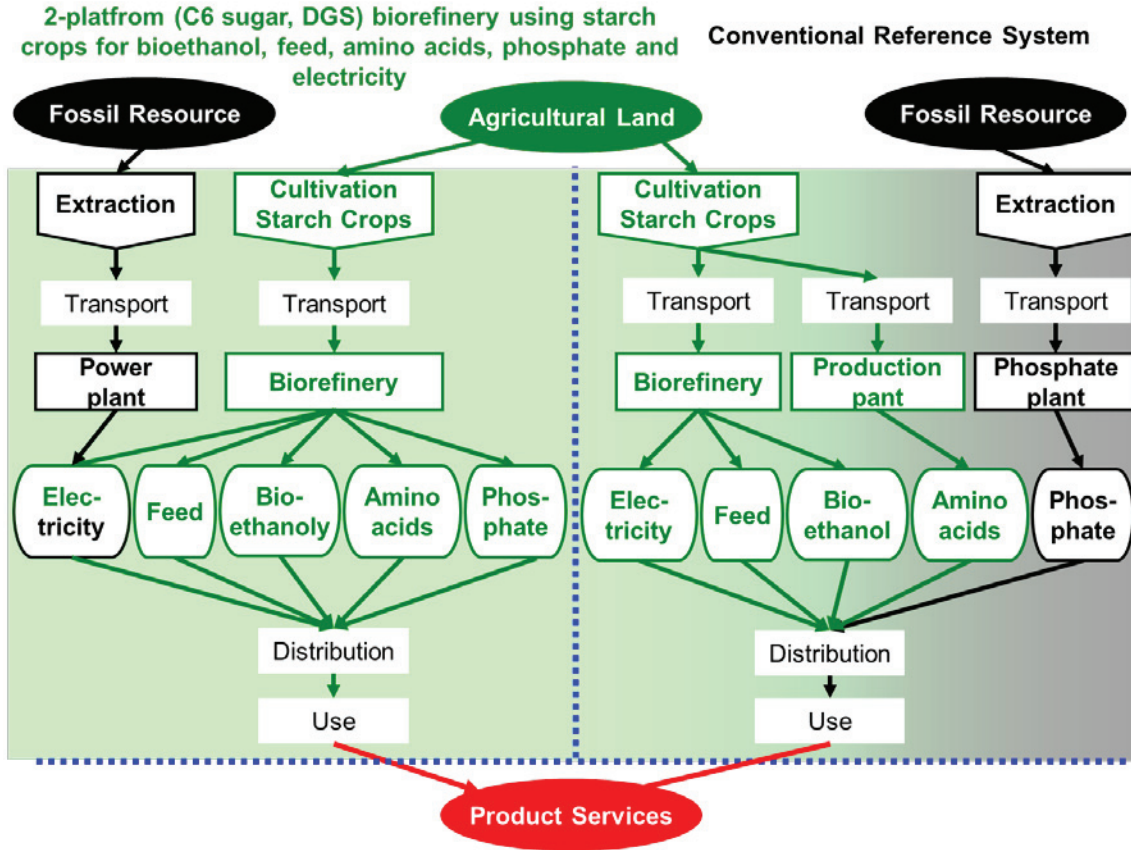 2-platfrom (C6 sugar, DGS) biorefinery using starch
crops for bioethanol, feed, amino acids, phosphate and
electricity
Conventional Reference System
Fossil Resource
Agricultural Land
Fossil Resource
Extraction
Cultivation
Starch Crops
Cultivation
Starch Crops
Extraction
Transport
Transport
Transport
Transport
Transport
Power
plant
Biorefinery
Biorefinery
Production
pant
Phosphate
plant
Elec-
tricity
Feed
Bio-
ethanoly
Amino
acids
Phos-
phate
Elec-
tricity
Feed
Bio-
ethanol
Amino
acids
Phos-
phate
Distribution
Distribution
Use
Use
Product Services